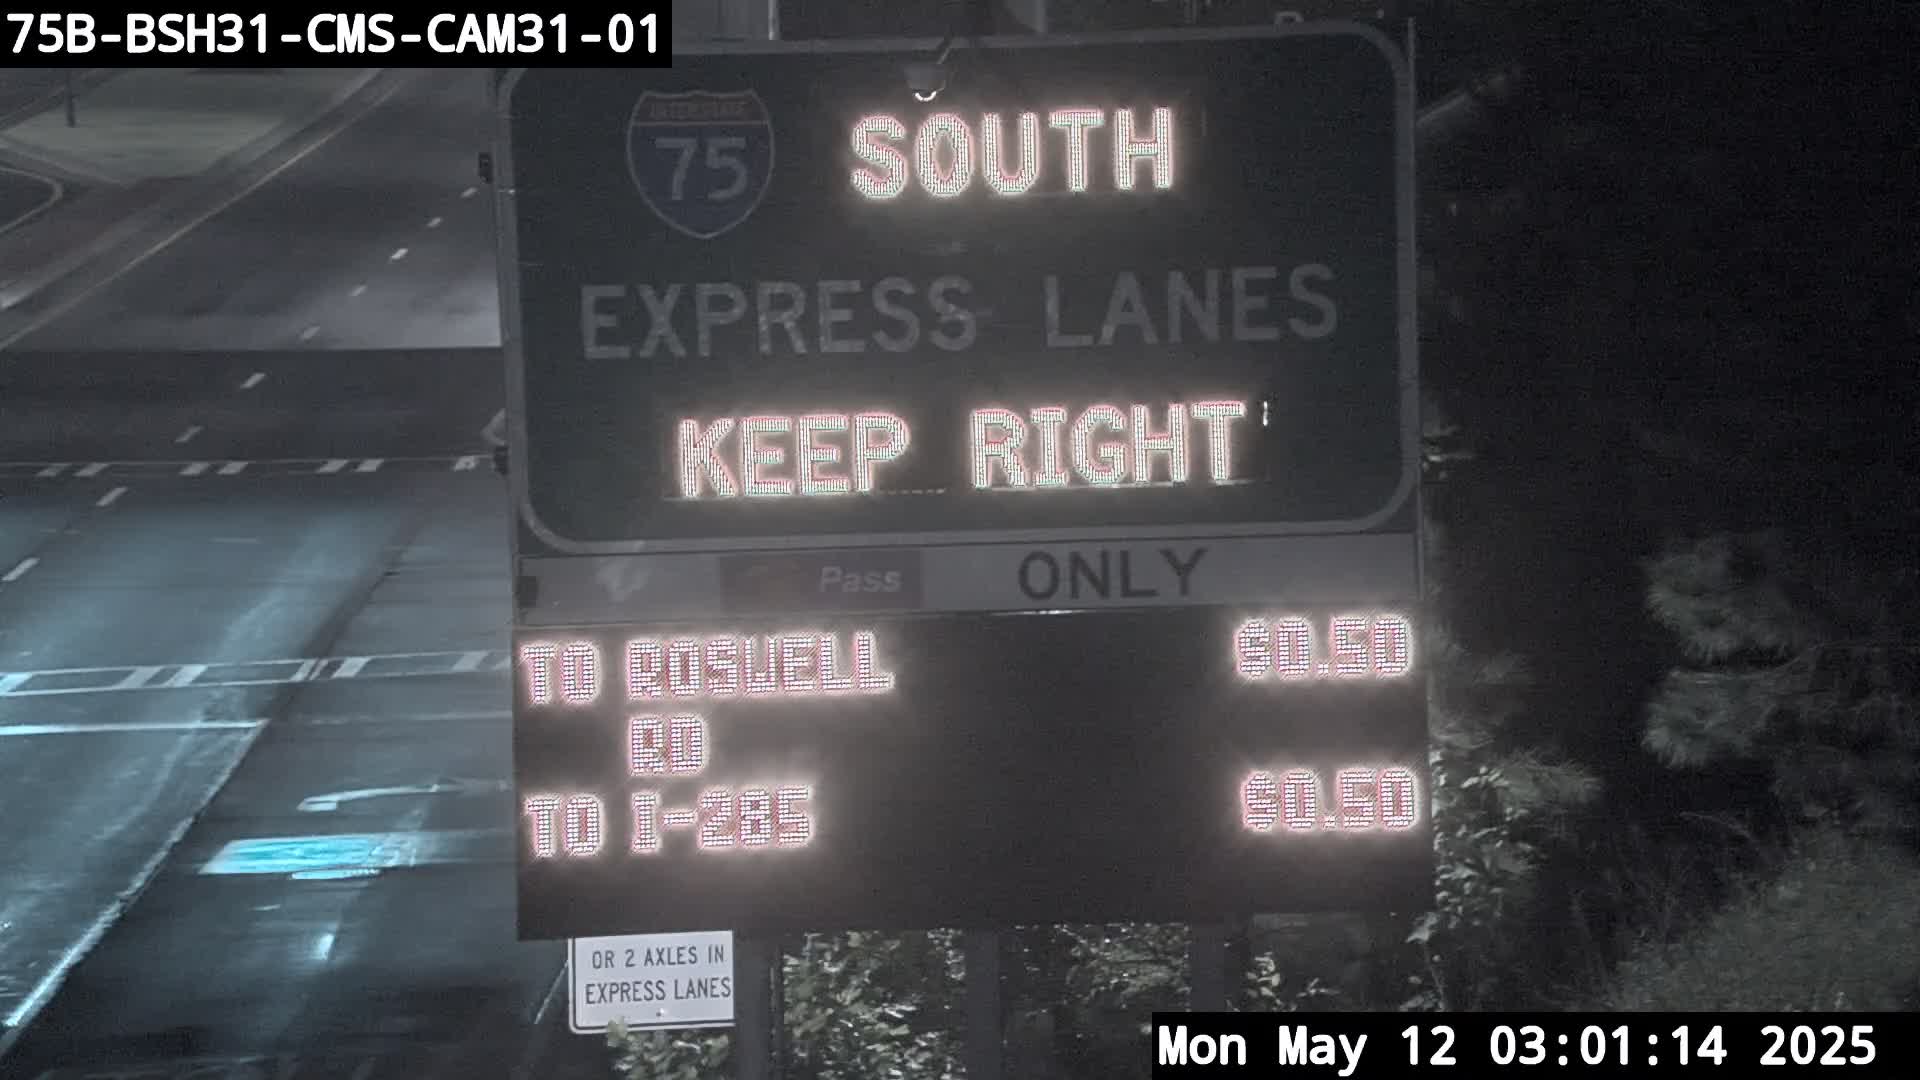 75B-BSH31-CMS-CAM31-01
INTERSTATE
75
SOUTH
EXPRESS LANES
KEEP RIGHT
Pass ONLY
TO ROSWELL $0.50
RD
TO I-285 $0.50
OR 2 AXLES IN
EXPRESS LANES
Mon May 12 03:01:14 2025